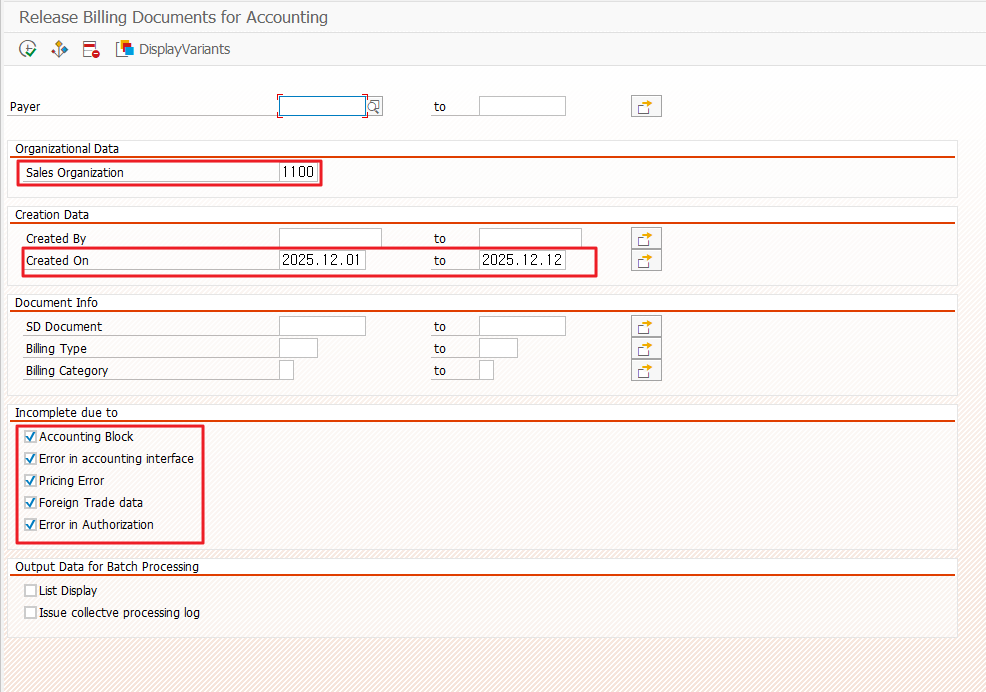 Release Billing Documents for Accounting
DisplayVariants
Payer to
Organizational Data
Sales Organization 1100
Creation Data
Created By to
Created On 2025.12.01 to 2025.12.12
Document Info
SD Document to
Billing Type to
Billing Category to
Incomplete due to
Accounting Block
Error in accounting interface
Pricing Error
Foreign Trade data
Error in Authorization
Output Data for Batch Processing
List Display
Issue collectve processing log